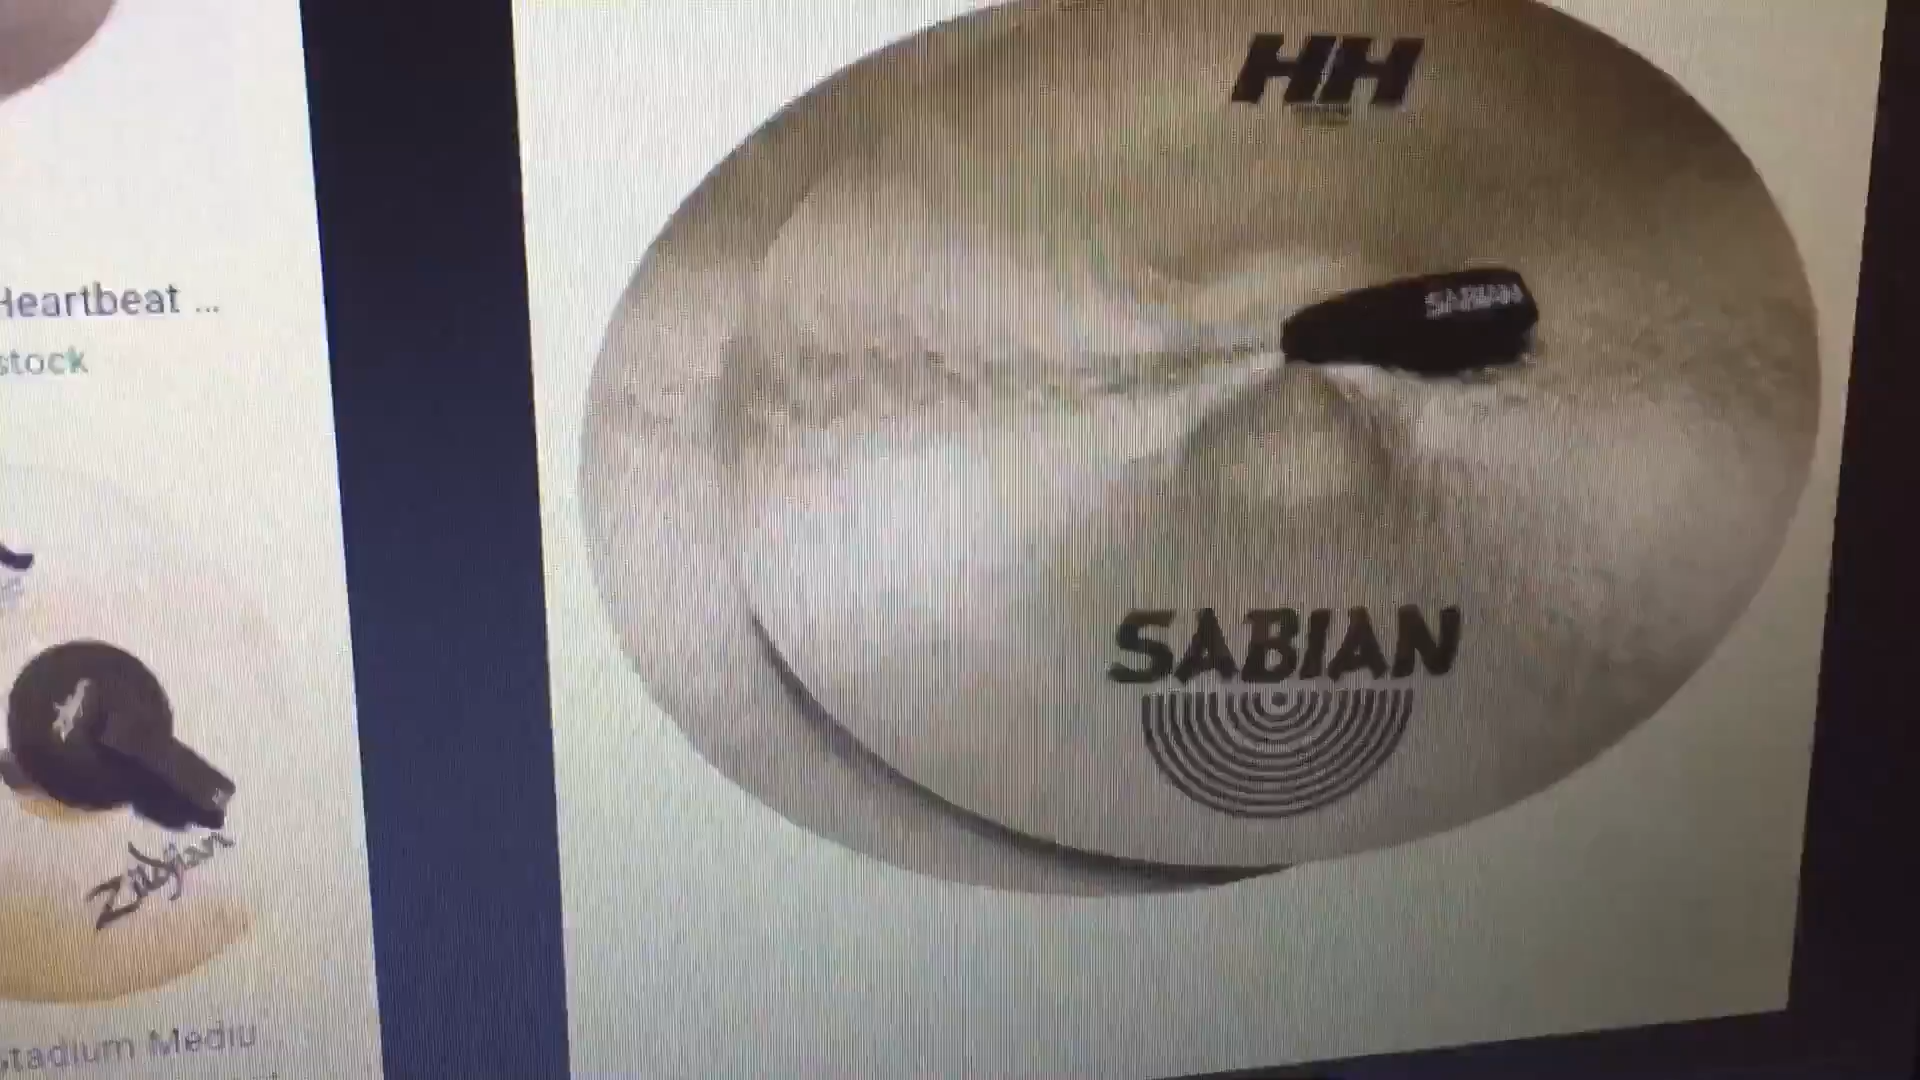 Heartbeat ...
stock
Zildjian
Stadium Mediu
HH
SABIAN
SABIAN